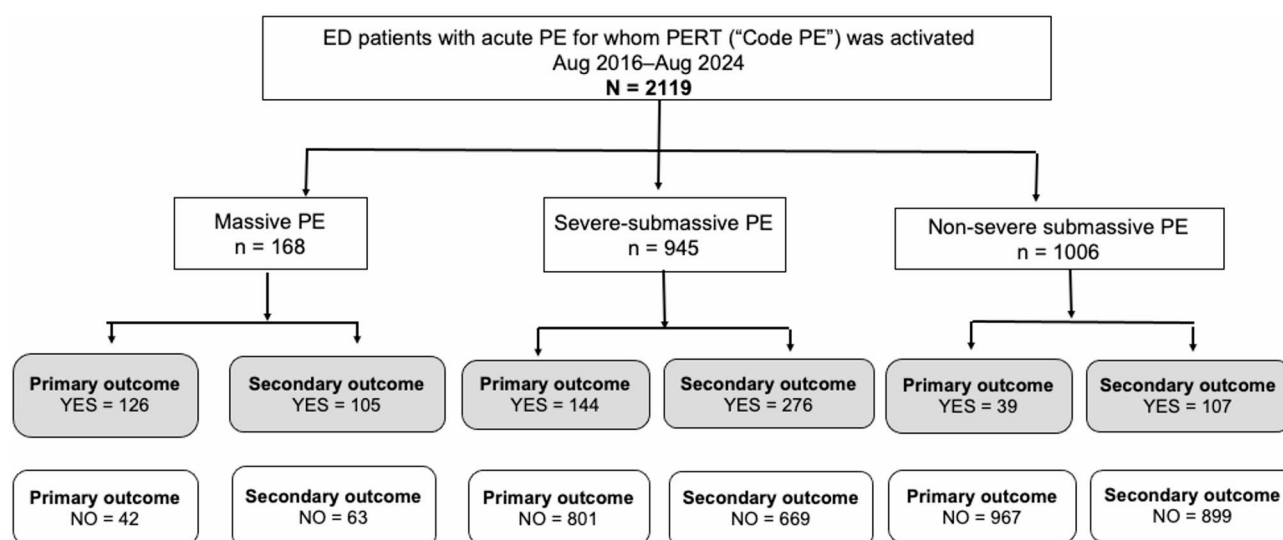 ED patients with acute PE for whom PERT (“Code PE”) was activated
Aug 2016–Aug 2024
N = 2119
Massive PE
n = 168
Severe-submassive PE
n = 945
Non-severe submassive PE
n = 1006
Primary outcome
YES = 126
Secondary outcome
YES = 105
Primary outcome
YES = 144
Secondary outcome
YES = 276
Primary outcome
YES = 39
Secondary outcome
YES = 107
Primary outcome
NO = 42
Secondary outcome
NO = 63
Primary outcome
NO = 801
Secondary outcome
NO = 669
Primary outcome
NO = 967
Secondary outcome
NO = 899